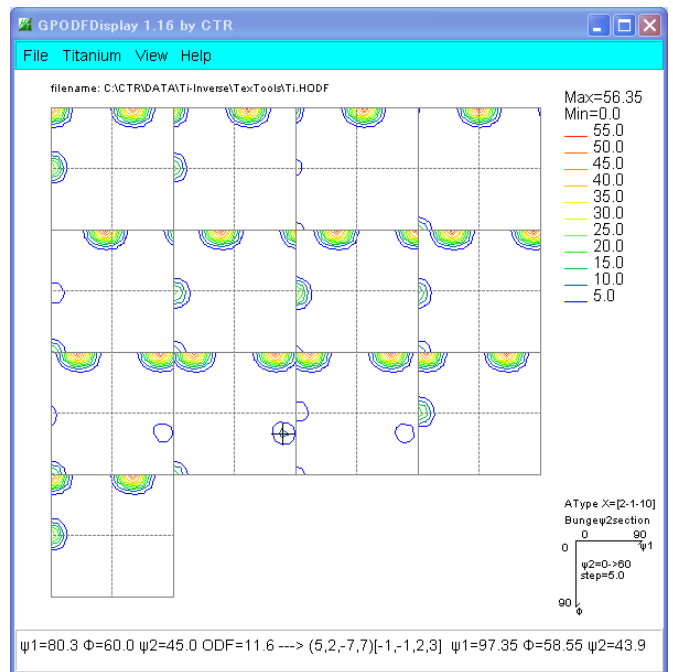 GPODFDisplay 1.16 by CTR
File Titanium View Help
filename: C:\CTR\DATA\Ti-Inverse\TexTools\Ti.HODF
Max=56.35
Min=0.0
55.0
50.0
45.0
40.0
35.0
30.0
25.0
20.0
15.0
10.0
5.0
AType X=[2-1-10]
Bungeψ2section
0 90
0 ψ1
ψ2=0->60
step=5.0
90 Φ
ψ1=80.3 Φ=60.0 ψ2=45.0 ODF=11.6 ---> (5,2,-7,7)[-1,-1,2,3] ψ1=97.35 Φ=58.55 ψ2=43.9